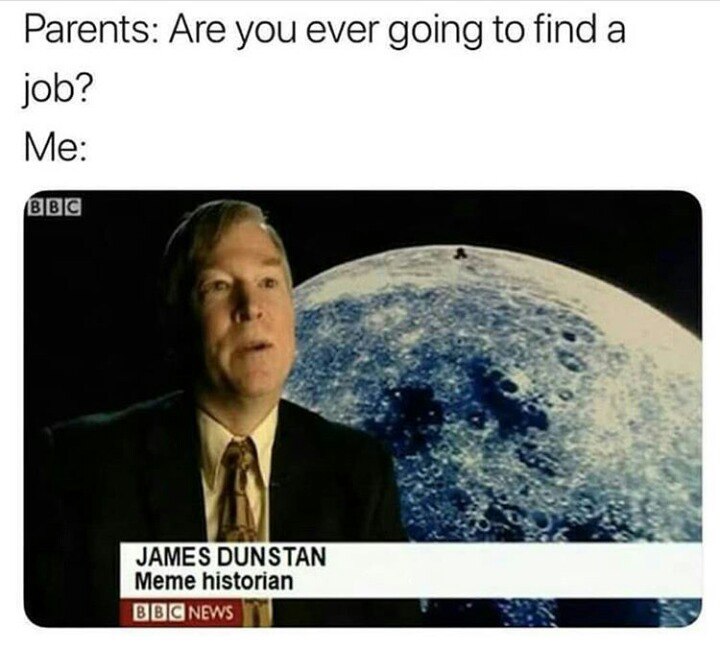 Parents: Are you ever going to find a
job?
Me:
BBC
JAMES DUNSTAN
Meme historian
BBC NEWS